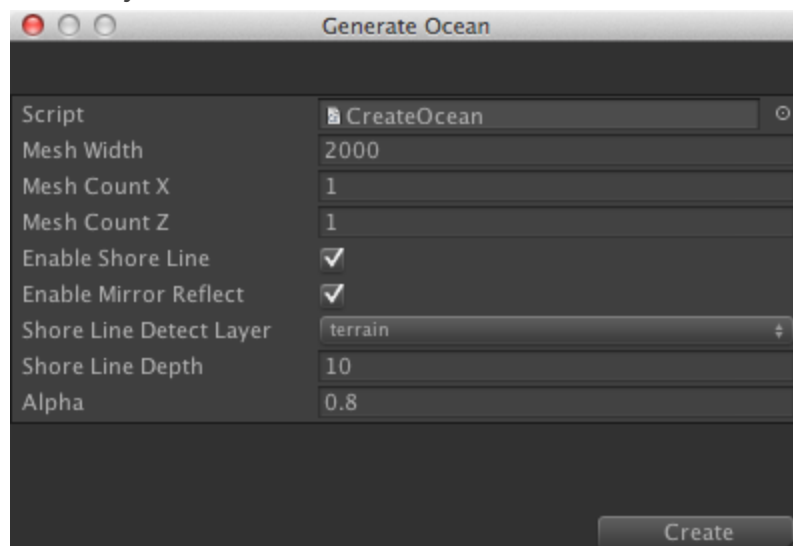 Generate Ocean
Script CreateOcean
Mesh Width 2000
Mesh Count X 1
Mesh Count Z 1
Enable Shore Line
Enable Mirror Reflect
Shore Line Detect Layer terrain
Shore Line Depth 10
Alpha 0.8
Create